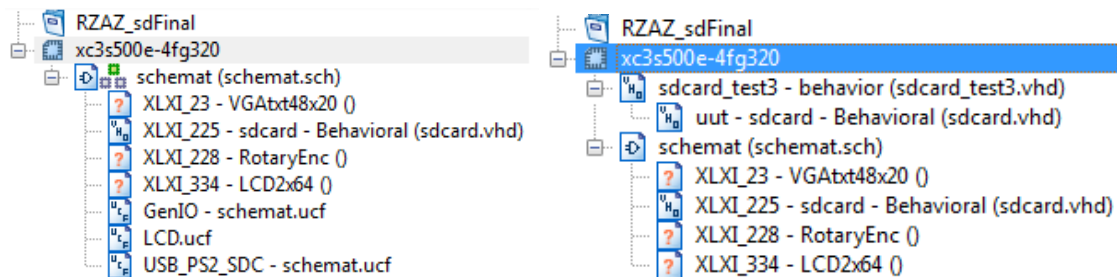 RZAZ_sdFinal
xc3s500e-4fg320
schemat (schemat.sch)
XLXI_23 - VGAtxt48x20 ()
XLXI_225 - sdcard - Behavioral (sdcard.vhd)
XLXI_228 - RotaryEnc ()
XLXI_334 - LCD2x64 ()
GenIO - schemat.ucf
LCD.ucf
USB_PS2_SDC - schemat.ucf
RZAZ_sdFinal
xc3s500e-4fg320
sdcard_test3 - behavior (sdcard_test3.vhd)
uut - sdcard - Behavioral (sdcard.vhd)
schemat (schemat.sch)
XLXI_23 - VGAtxt48x20 ()
XLXI_225 - sdcard - Behavioral (sdcard.vhd)
XLXI_228 - RotaryEnc ()
XLXI_334 - LCD2x64 ()